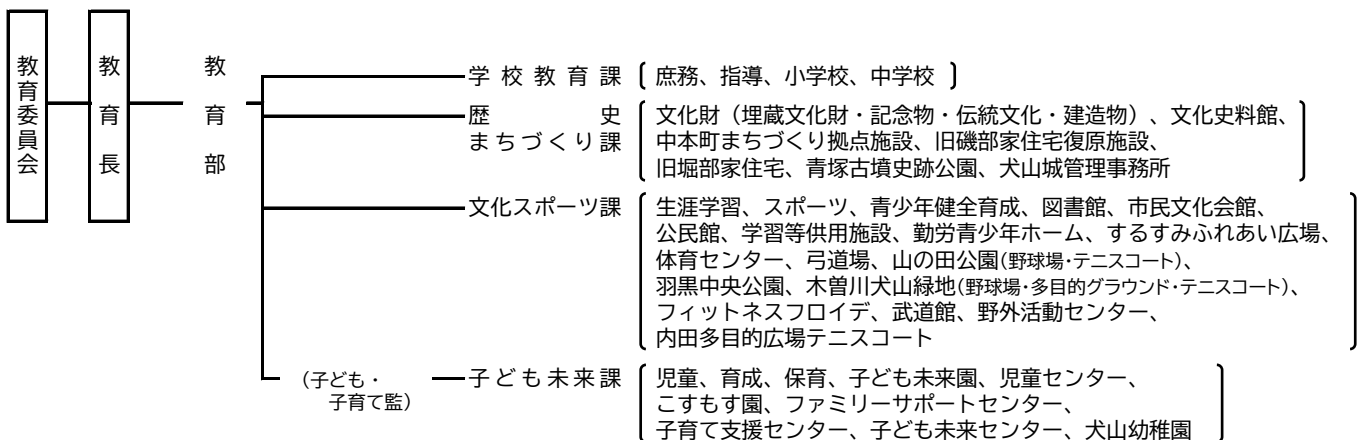 教育委員会
教育長
教育部
学校教育課
庶務、指導、小学校、中学校
歴史
まちづくり課
文化財（埋蔵文化財・記念物・伝統文化・建造物）、文化史料館、
中本町まちづくり拠点施設、旧磯部家住宅復原施設、
旧堀部家住宅、青塚古墳史跡公園、犬山城管理事務所
文化スポーツ課
生涯学習、スポーツ、青少年健全育成、図書館、市民文化会館、
公民館、学習等供用施設、勤労青少年ホーム、するすみふれあい広場、
体育センター、弓道場、山の田公園(野球場・テニスコート)、
羽黒中央公園、木曽川犬山緑地(野球場・多目的グラウンド・テニスコート)、
フィットネスフロイデ、武道館、野外活動センター、
内田多目的広場テニスコート
（子ども・
子育て監）
子ども未来課
児童、育成、保育、子ども未来園、児童センター、
こすもす園、ファミリーサポートセンター、
子育て支援センター、子ども未来センター、犬山幼稚園